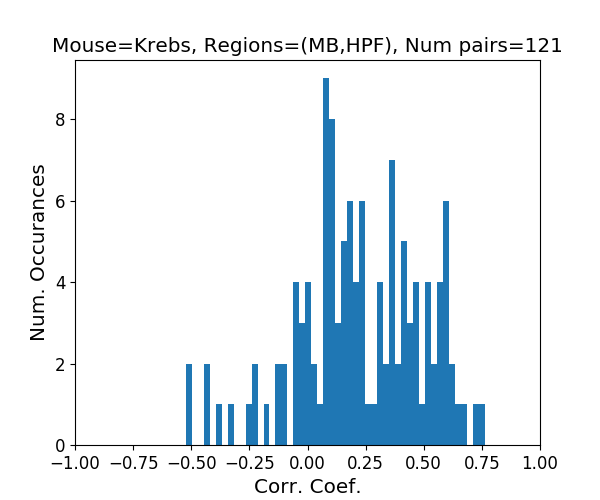 Mouse=Krebs, Regions=(MB,HPF), Num pairs=121
8
6
4
2
0
Num. Occurances
−1.00 −0.75 −0.50 −0.25 0.00 0.25 0.50 0.75 1.00
Corr. Coef.